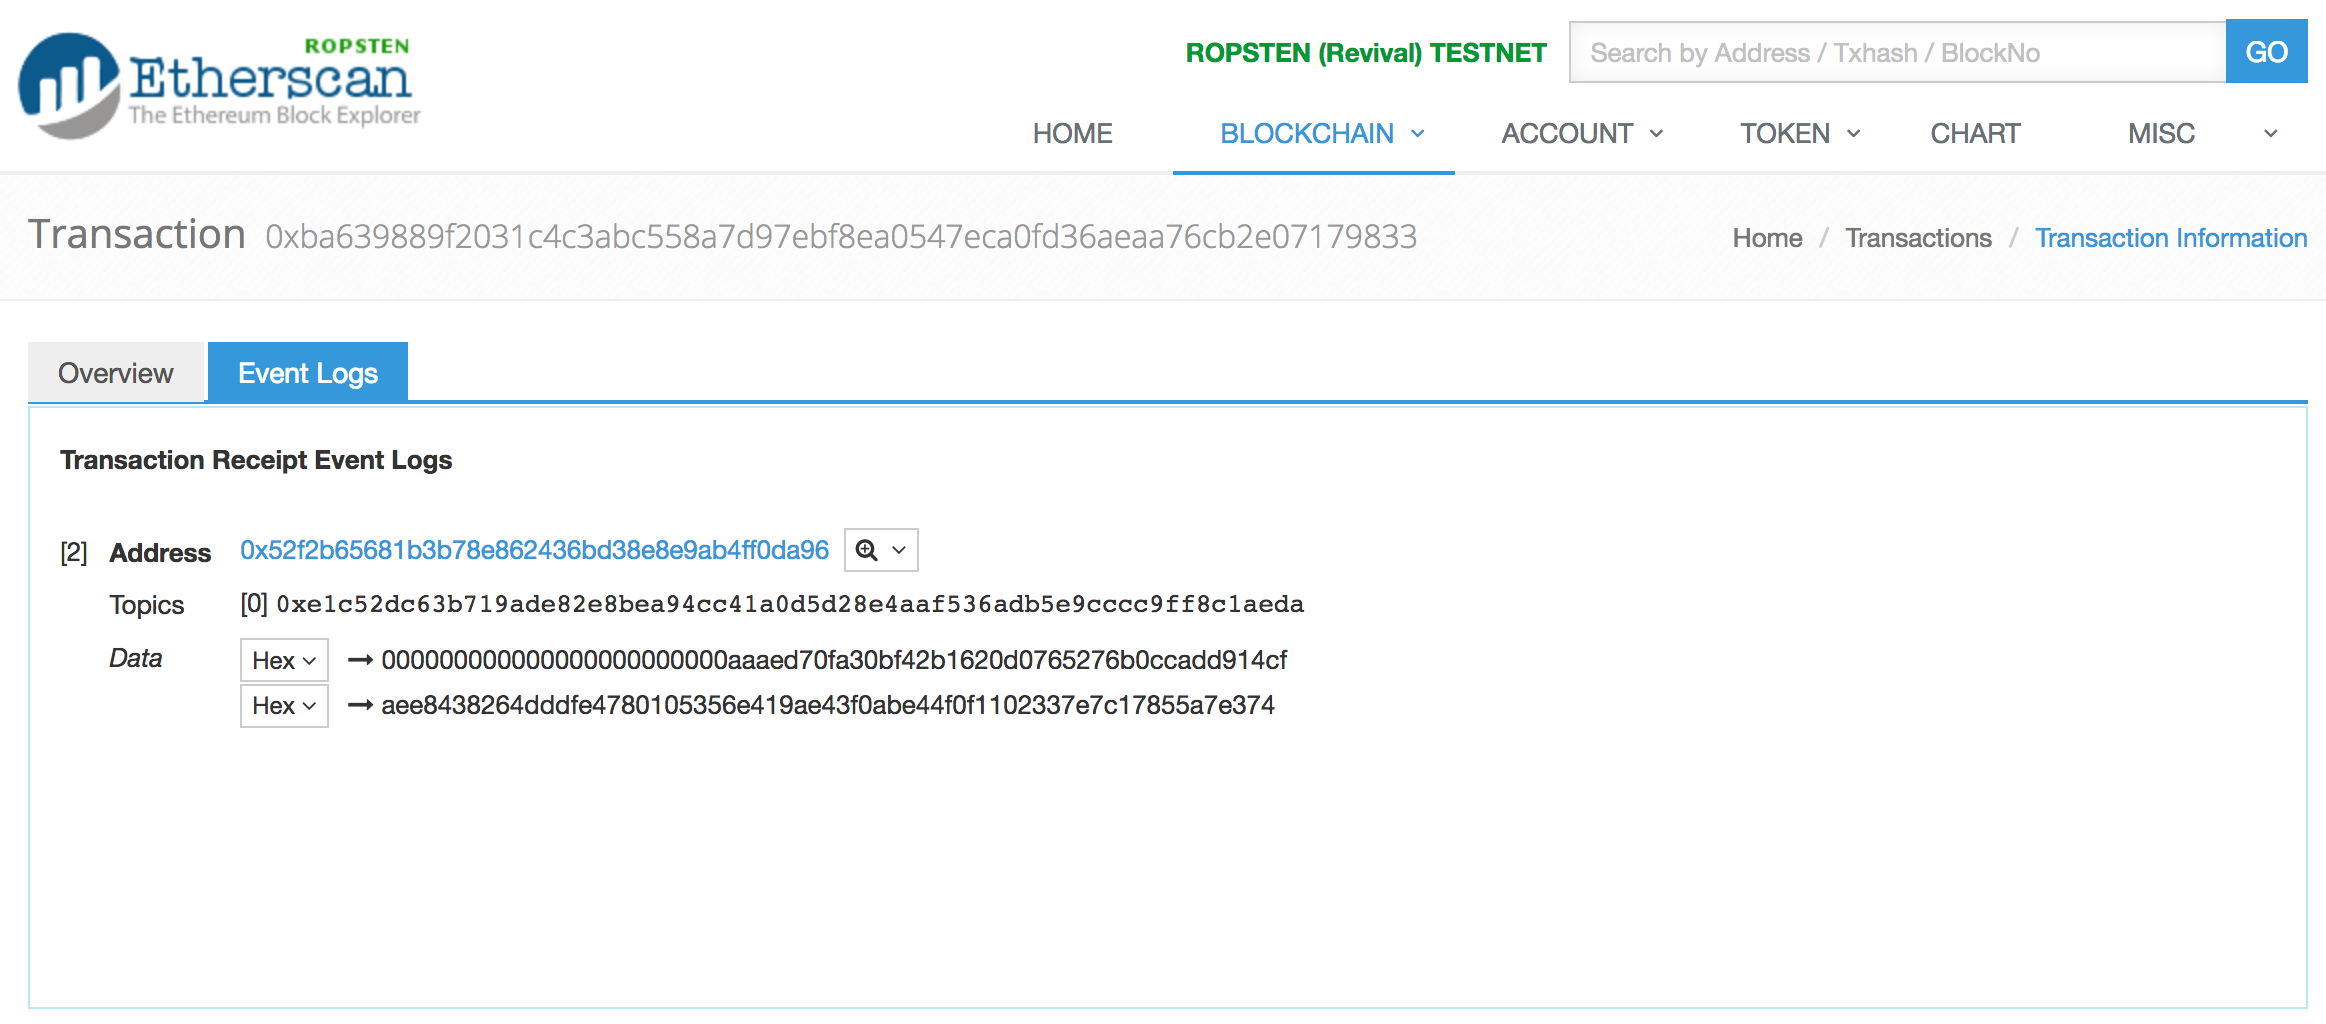 ROPSTEN
Etherscan
The Ethereum Block Explorer
ROPSTEN (Revival) TESTNET
Search by Address / Txhash / BlockNo
GO
HOME
BLOCKCHAIN
ACCOUNT
TOKEN
CHART
MISC
Transaction 0xba639889f2031c4c3abc558a7d97ebf8ea0547eca0fd36aeaa76cb2e07179833
Home / Transactions / Transaction Information
Overview
Event Logs
Transaction Receipt Event Logs
[2] Address 0x52f2b65681b3b78e862436bd38e8e9ab4ff0da96
Topics [0] 0xe1c52dc63b719ade82e8bea94cc41a0d5d28e4aaf536adb5e9cccc9ff8c1aeda
Data Hex → 000000000000000000000000aaaed70fa30bf42b1620d0765276b0ccadd914cf
Hex → aee8438264dddfe4780105356e419ae43f0abe44f0f1102337e7c17855a7e374